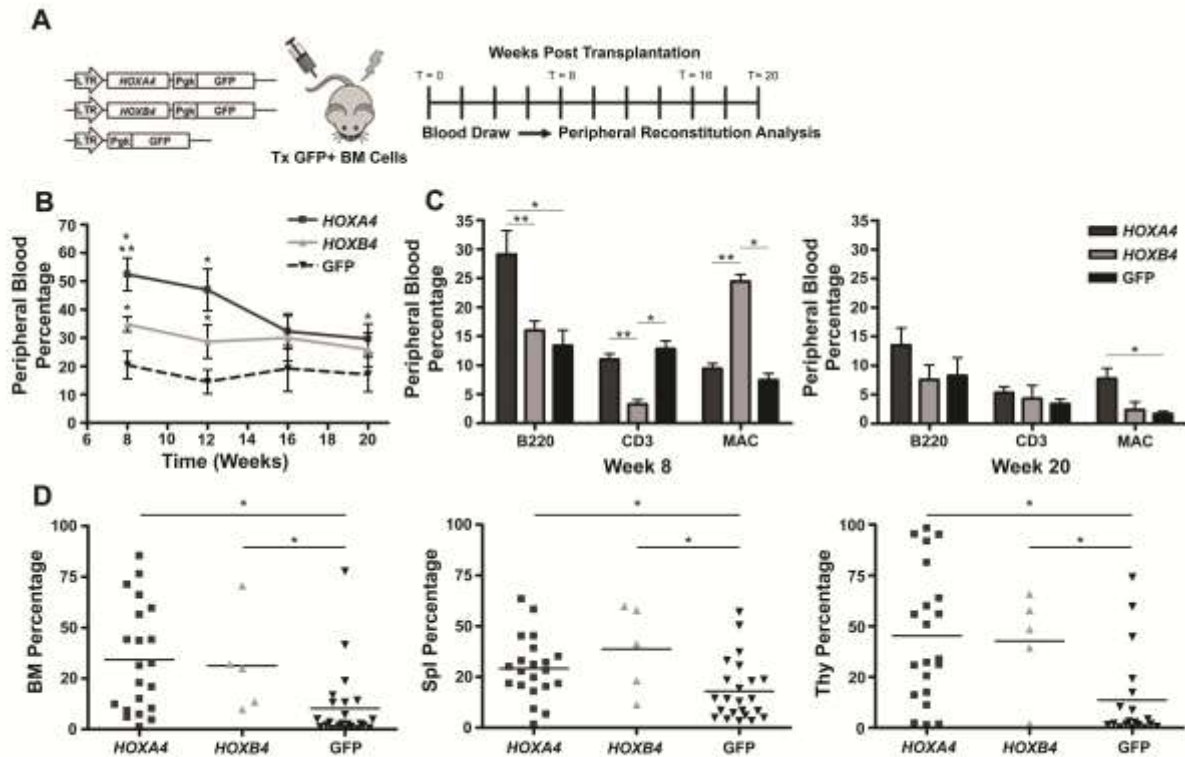 A
LTR HOXA4 Pgk GFP
LTR HOXB4 Pgk GFP
LTR Pgk GFP
Tx GFP+ BM Cells
Weeks Post Transplantation
T = 0 T = 8 T = 16 T = 20
Blood Draw Peripheral Reconstitution Analysis
B
Peripheral Blood
Percentage
70
60
50
40
30
20
10
0
6 8 10 12 14 16 18 20
Time (Weeks)
* ** * * * *
HOXA4
HOXB4
GFP
C
Peripheral Blood
Percentage
35
30
25
20
15
10
5
0
* ** ** * ** *
B220 CD3 MAC
Week 8
Peripheral Blood
Percentage
35
30
25
20
15
10
5
0
*
B220 CD3 MAC
Week 20
HOXA4
HOXB4
GFP
D
BM Percentage
100
75
50
20
0
*
*
HOXA4 HOXB4 GFP
Spl Percentage
100
75
50
20
0
*
*
HOXA4 HOXB4 GFP
Thy Percentage
100
75
50
20
0
*
*
HOXA4 HOXB4 GFP